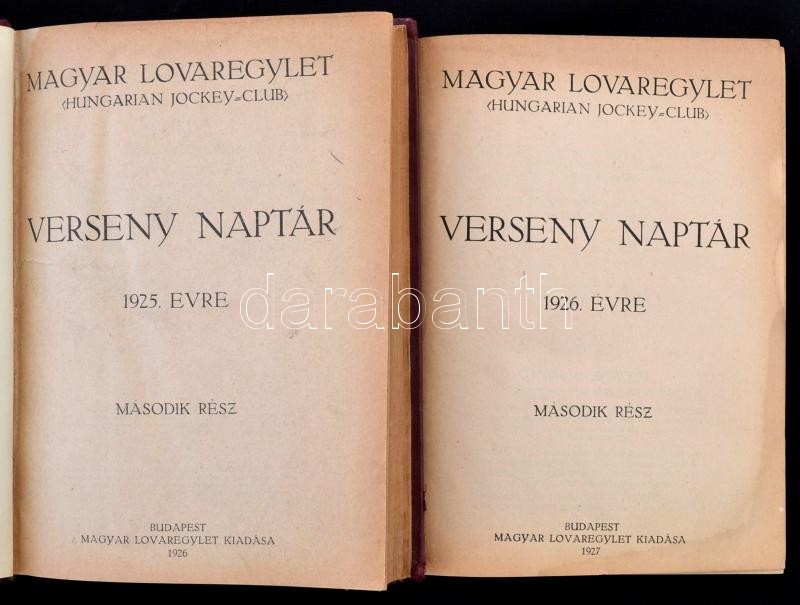 MAGYAR LOVAREGYLET
<HUNGARIAN JOCKEY=CLUB>
VERSENY NAPTÁR
1925. ÉVRE
MÁSODIK RÉSZ
BUDAPEST
MAGYAR LOVAREGYLET KIADÁSA
1926
MAGYAR LOVAREGYLET
<HUNGARIAN JOCKEY=CLUB>
VERSENY NAPTÁR
1926. ÉVRE
MÁSODIK RÉSZ
BUDAPEST
MAGYAR LOVAREGYLET KIADÁSA
1927
darabanth